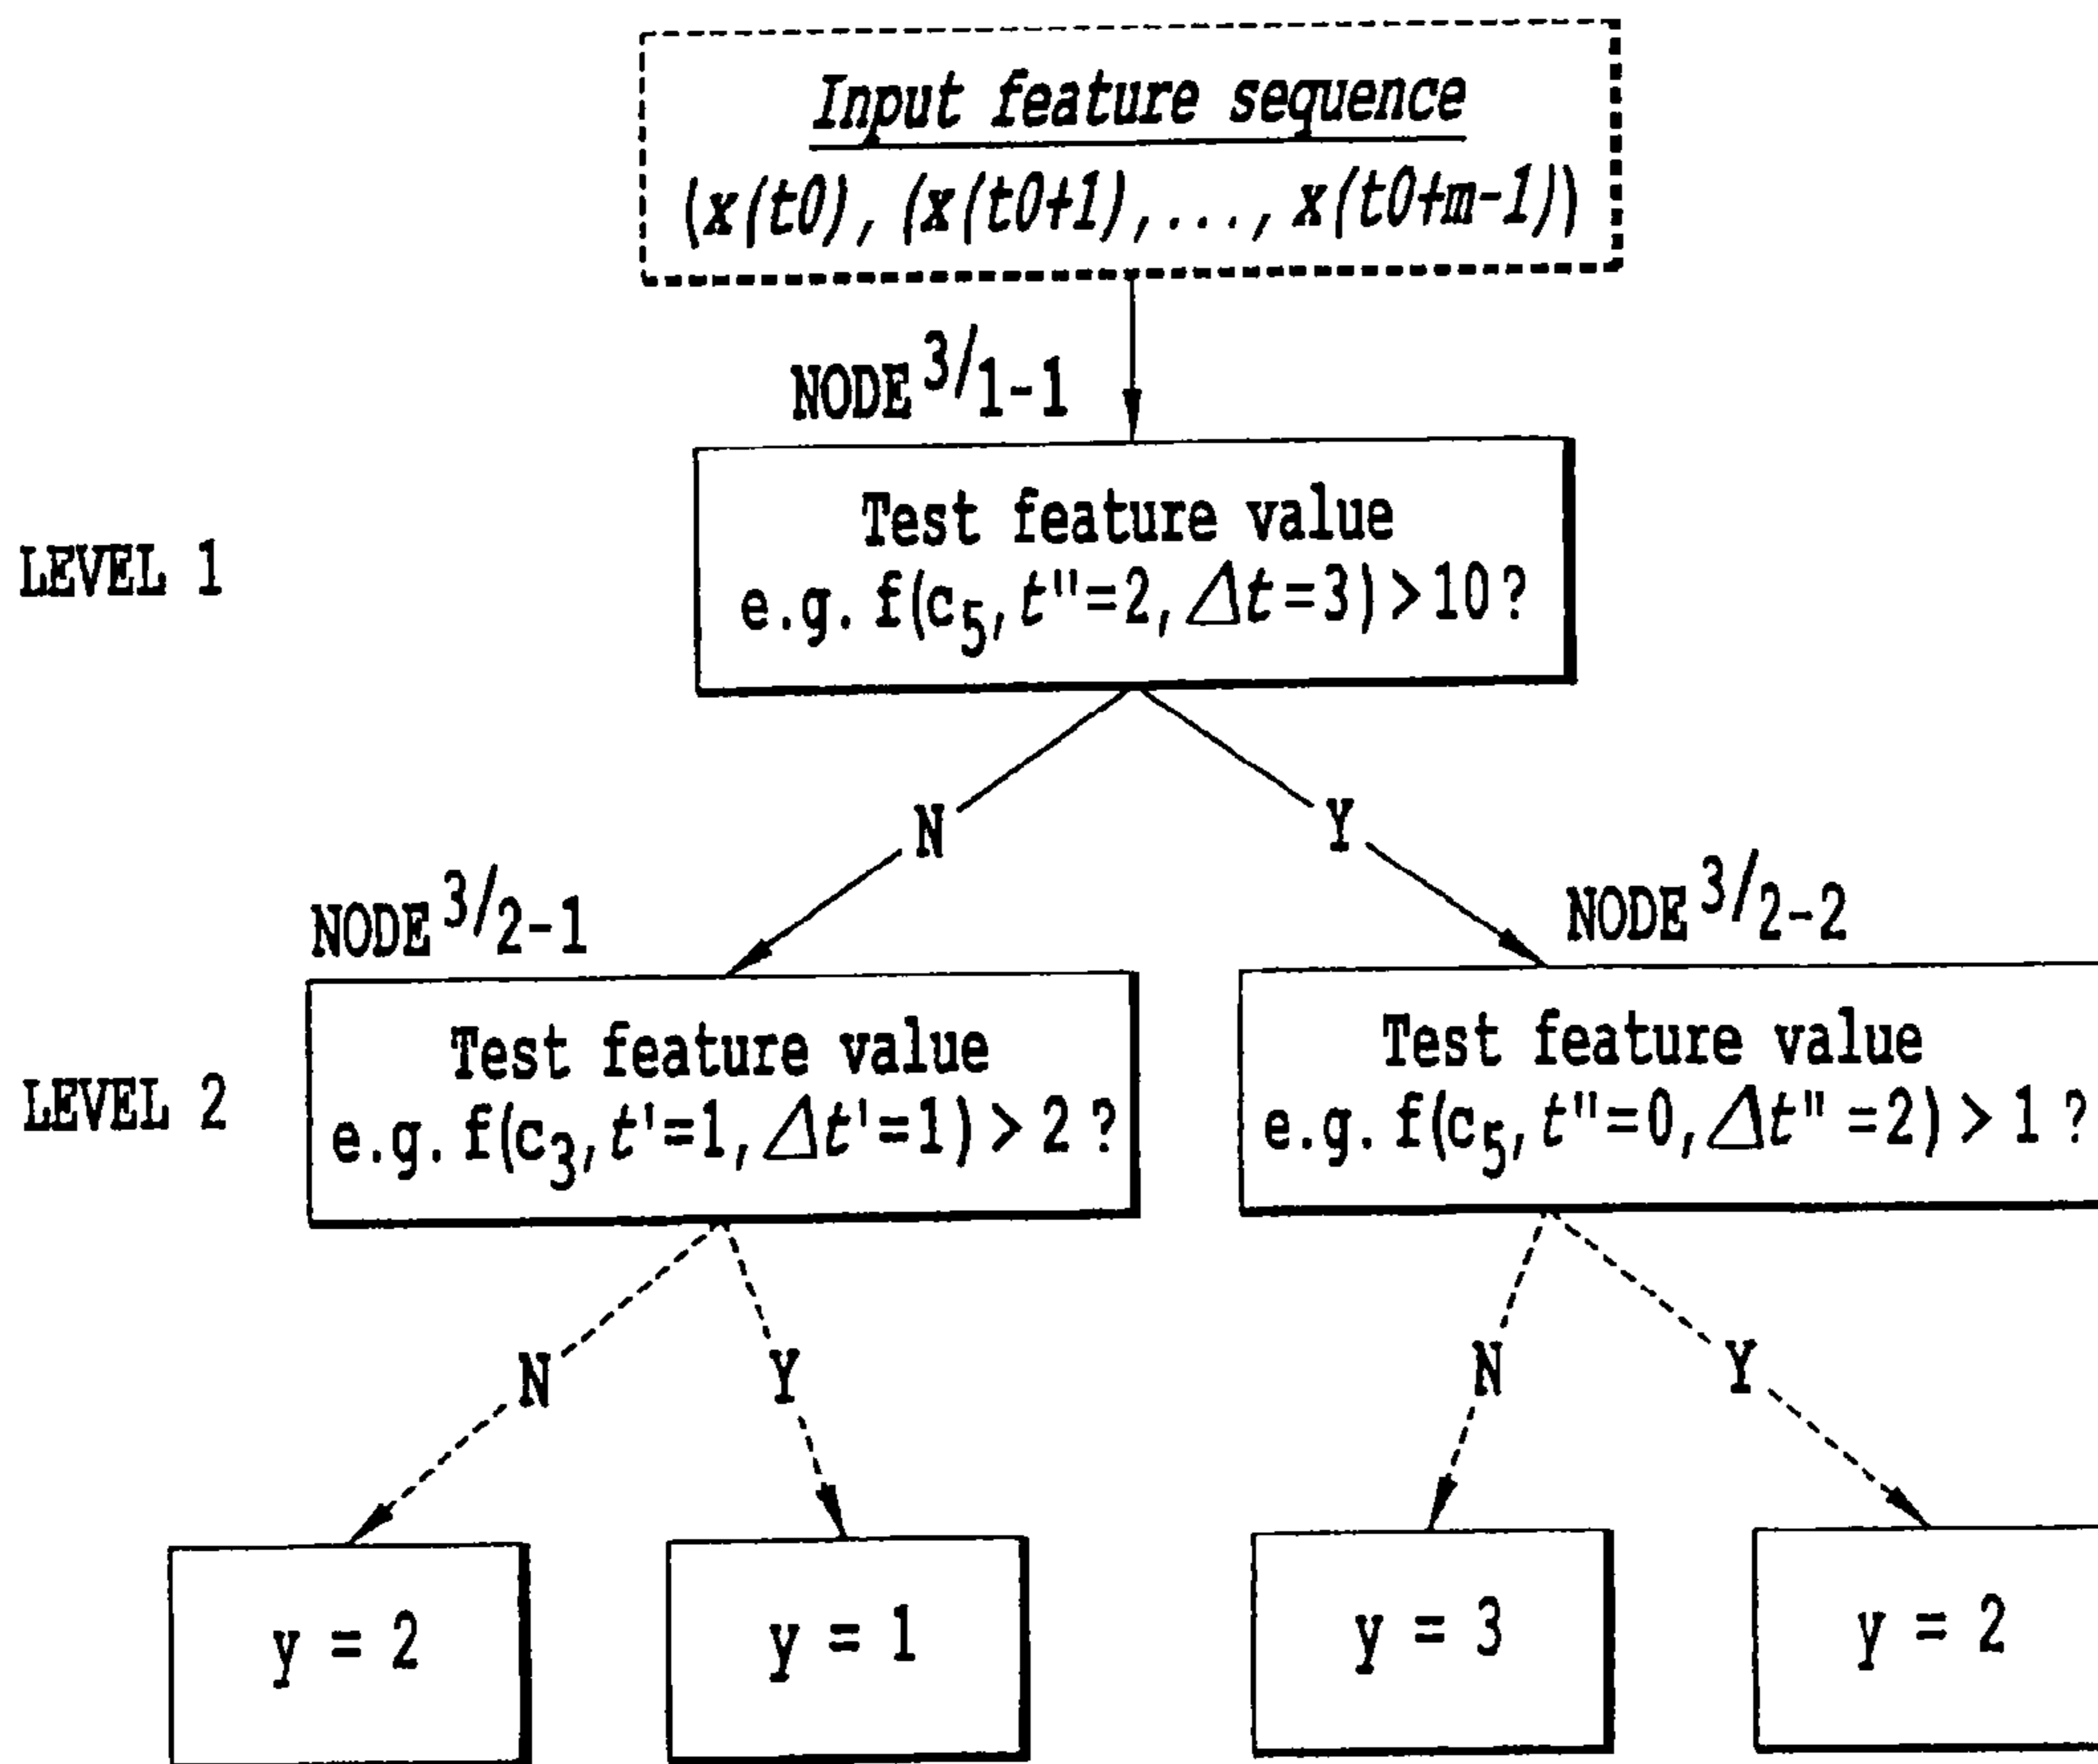 Input feature sequence
(x(t0), (x(t0+1),..., x(t0+m-1))
NODE 3/1-1
LEVEL 1
Test feature value
e.g. f(c5, t''=2, Δt=3) > 10?
N
Y
NODE 3/2-1
NODE 3/2-2
LEVEL 2
Test feature value
e.g. f(c3, t'=1, Δt'=1) > 2?
Test feature value
e.g. f(c5, t''=0, Δt''=2) > 1?
N
Y
N
Y
y = 2
y = 1
y = 3
y = 2